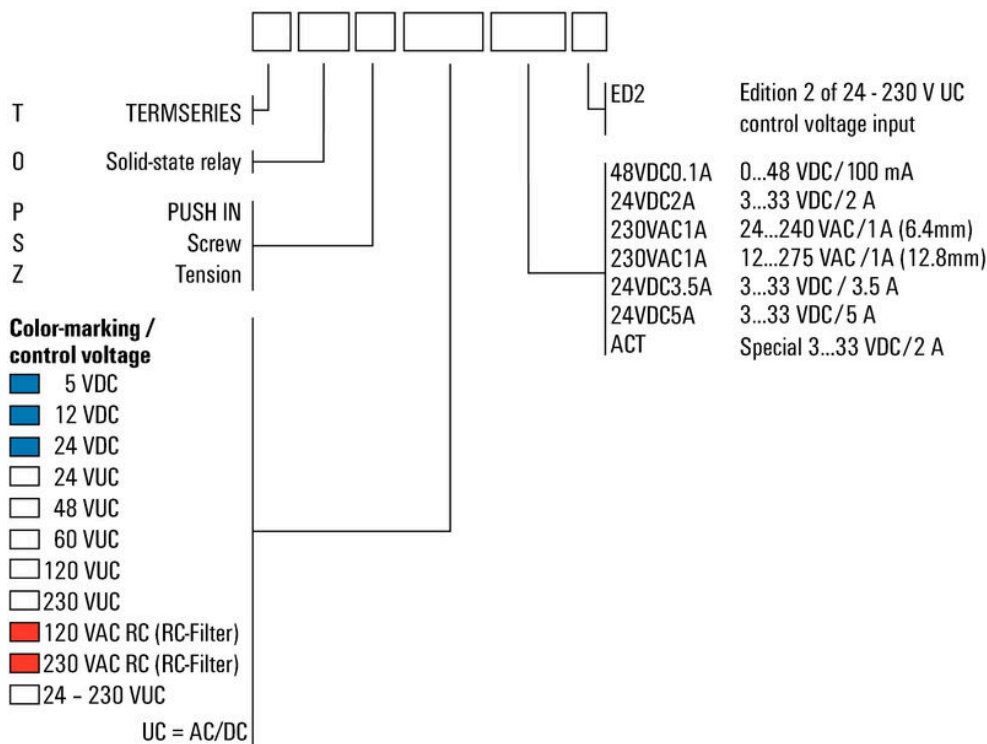 T TERMSERIES
O Solid-state relay
P PUSH IN
S Screw
Z Tension
Color-marking /
control voltage
5 VDC
12 VDC
24 VDC
24 VUC
48 VUC
60 VUC
120 VUC
230 VUC
120 VAC RC (RC-Filter)
230 VAC RC (RC-Filter)
24 – 230 VUC
UC = AC/DC
ED2 Edition 2 of 24 - 230 V UC
control voltage input
48VDC0.1A 0...48 VDC/100 mA
24VDC2A 3...33 VDC/2 A
230VAC1A 24...240 VAC/1A (6.4mm)
230VAC1A 12...275 VAC/1A (12.8mm)
24VDC3.5A 3...33 VDC / 3.5 A
24VDC5A 3...33 VDC/5 A
ACT Special 3...33 VDC/2 A